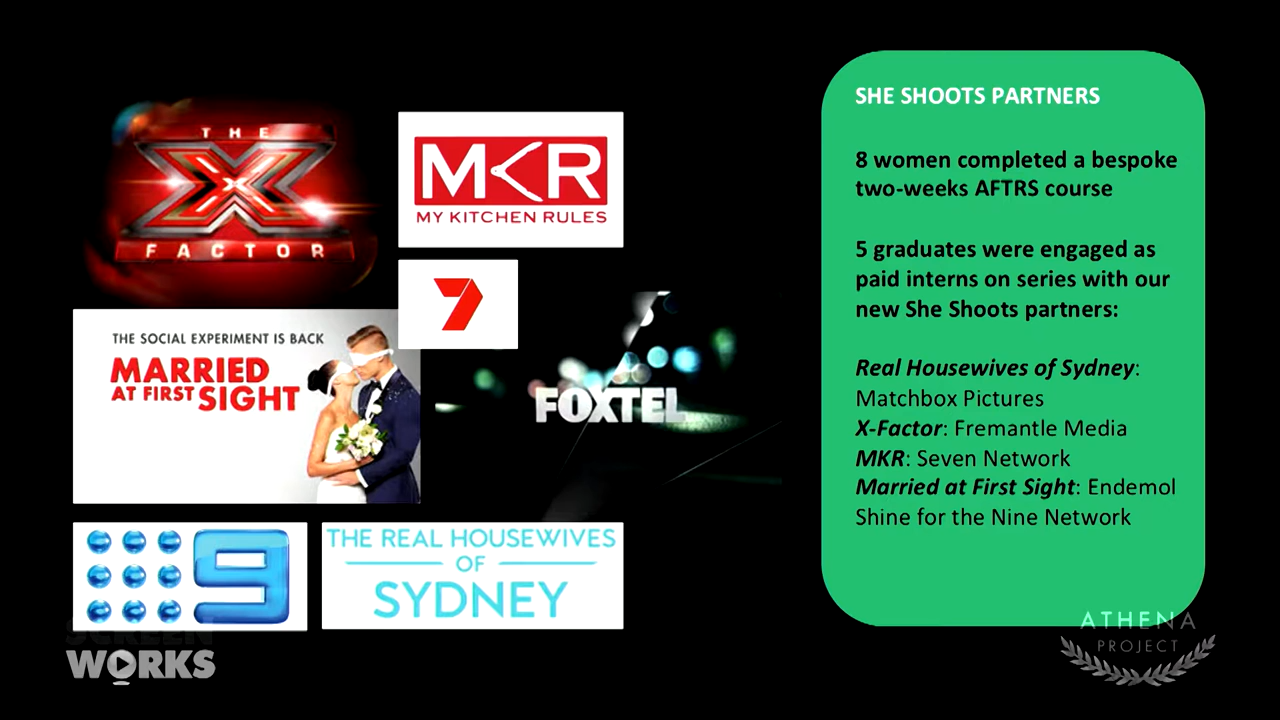 THE
X
FACTOR
MKR
MY KITCHEN RULES
7
THE SOCIAL EXPERIMENT IS BACK
MARRIED
AT FIRST SIGHT
FOXTEL
9
THE REAL HOUSEWIVES
OF
SYDNEY
SCREEN
WORKS
SHE SHOOTS PARTNERS
8 women completed a bespoke
two-weeks AFTRS course
5 graduates were engaged as
paid interns on series with our
new She Shoots partners:
Real Housewives of Sydney:
Matchbox Pictures
X-Factor: Fremantle Media
MKR: Seven Network
Married at First Sight: Endemol
Shine for the Nine Network
ATHENA
PROJECT